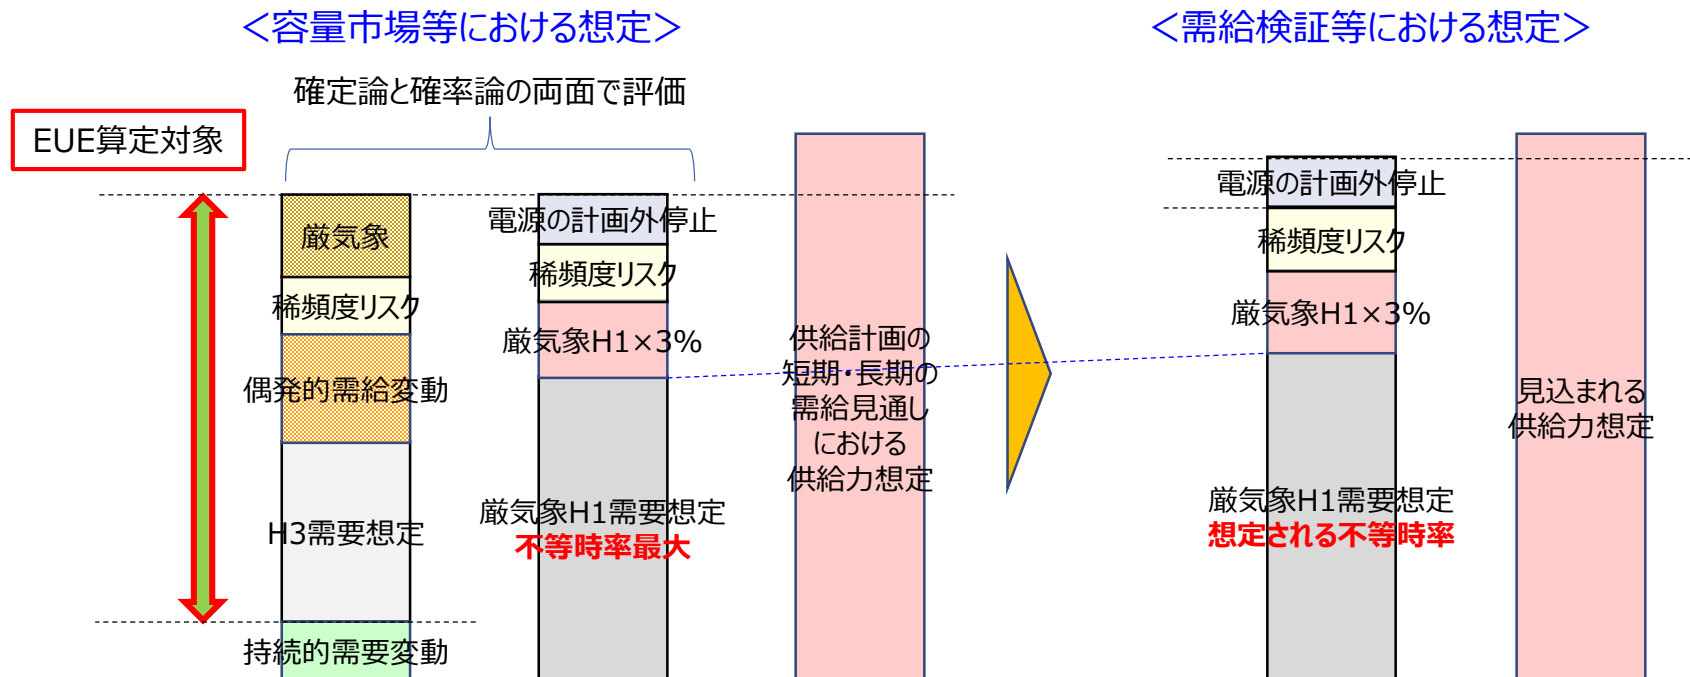 ＜容量市場等における想定＞
＜需給検証等における想定＞
確定論と確率論の両面で評価
EUE算定対象
厳気象
稀頻度リスク
偶発的需給変動
H3需要想定
持続的需要変動
電源の計画外停止
稀頻度リスク
厳気象H1×3%
厳気象H1需要想定
不等時率最大
供給計画の
短期・長期の
需給見通し
における
供給力想定
電源の計画外停止
稀頻度リスク
厳気象H1×3%
厳気象H1需要想定
想定される不等時率
見込まれる
供給力想定